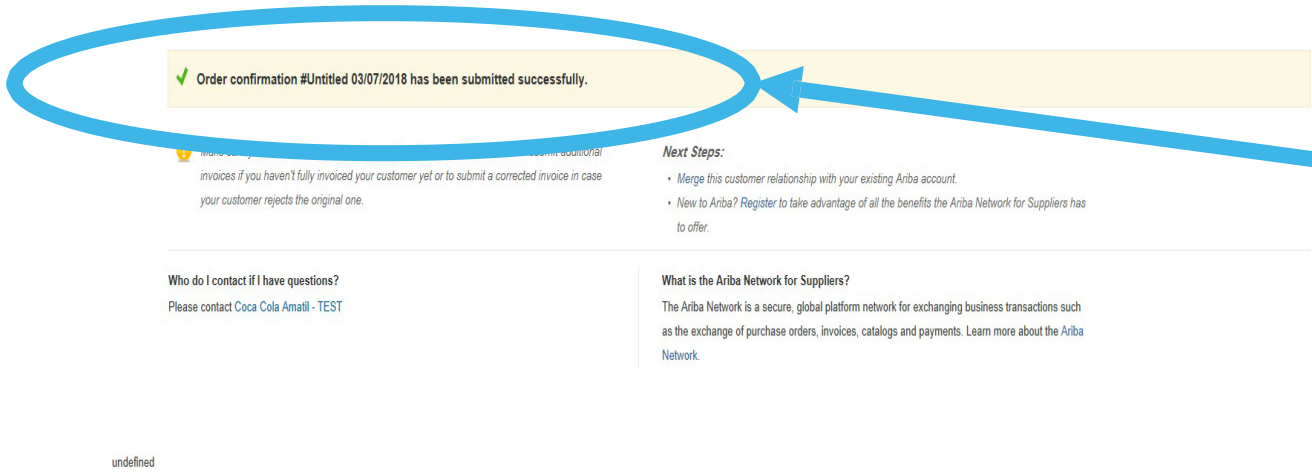 Order confirmation #Untitled 03/07/2018 has been submitted successfully.
additional
invoices if you haven't fully invoiced your customer yet or to submit a corrected invoice in case
your customer rejects the original one.
Next Steps:
• Merge this customer relationship with your existing Ariba account.
• New to Ariba? Register to take advantage of all the benefits the Ariba Network for Suppliers has
to offer.
Who do I contact if I have questions?
Please contact Coca Cola Amatil - TEST
What is the Ariba Network for Suppliers?
The Ariba Network is a secure, global platform network for exchanging business transactions such
as the exchange of purchase orders, invoices, catalogs and payments. Learn more about the Ariba
Network.
undefined